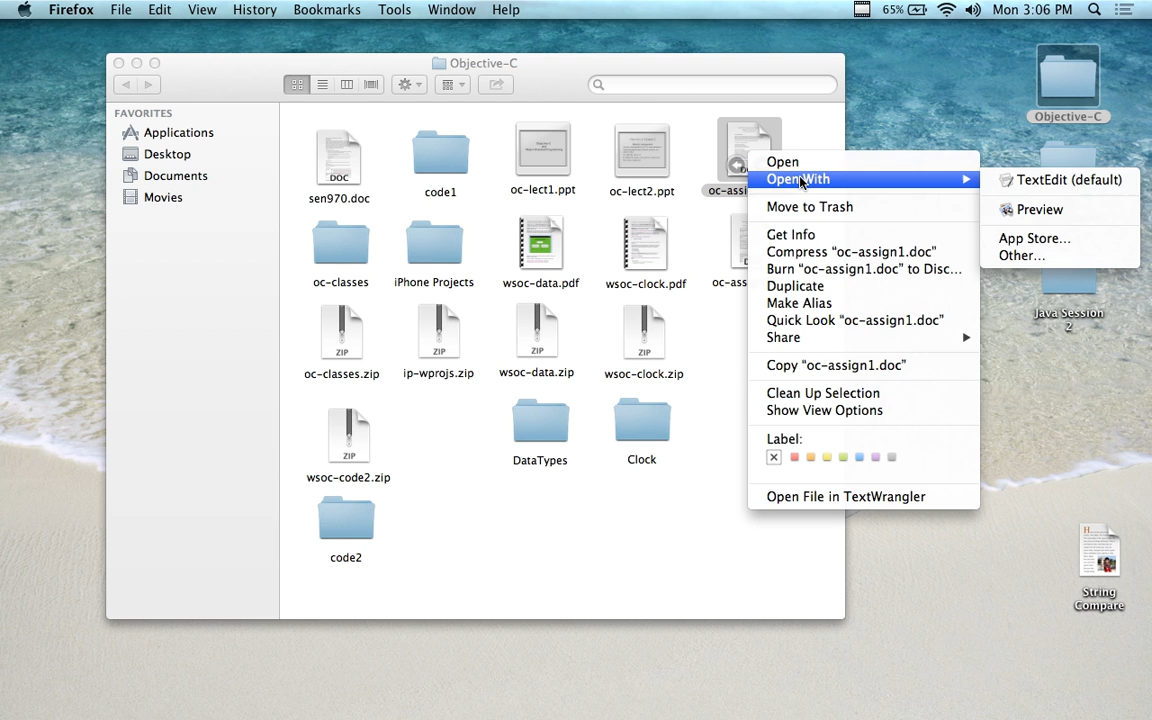 Firefox File Edit View History Bookmarks Tools Window Help 65% Mon 3:06 PM
Objective-C
FAVORITES
Applications
Desktop
Documents
Movies
DOC
sen970.doc
code1
oc-lect1.ppt
oc-lect2.ppt
oc-assi
oc-classes
iPhone Projects
wsoc-data.pdf
wsoc-clock.pdf
oc-ass
ZIP
oc-classes.zip
ZIP
ip-wprojs.zip
ZIP
wsoc-data.zip
ZIP
wsoc-clock.zip
ZIP
wsoc-code2.zip
DataTypes
Clock
code2
Open
Open With
Move to Trash
Get Info
Compress “oc-assign1.doc”
Burn “oc-assign1.doc” to Disc...
Duplicate
Make Alias
Quick Look “oc-assign1.doc”
Share
Copy “oc-assign1.doc”
Clean Up Selection
Show View Options
Label:
Open File in TextWrangler
TextEdit (default)
Preview
App Store...
Other...
Objective-C
Java Session
2
String
Compare